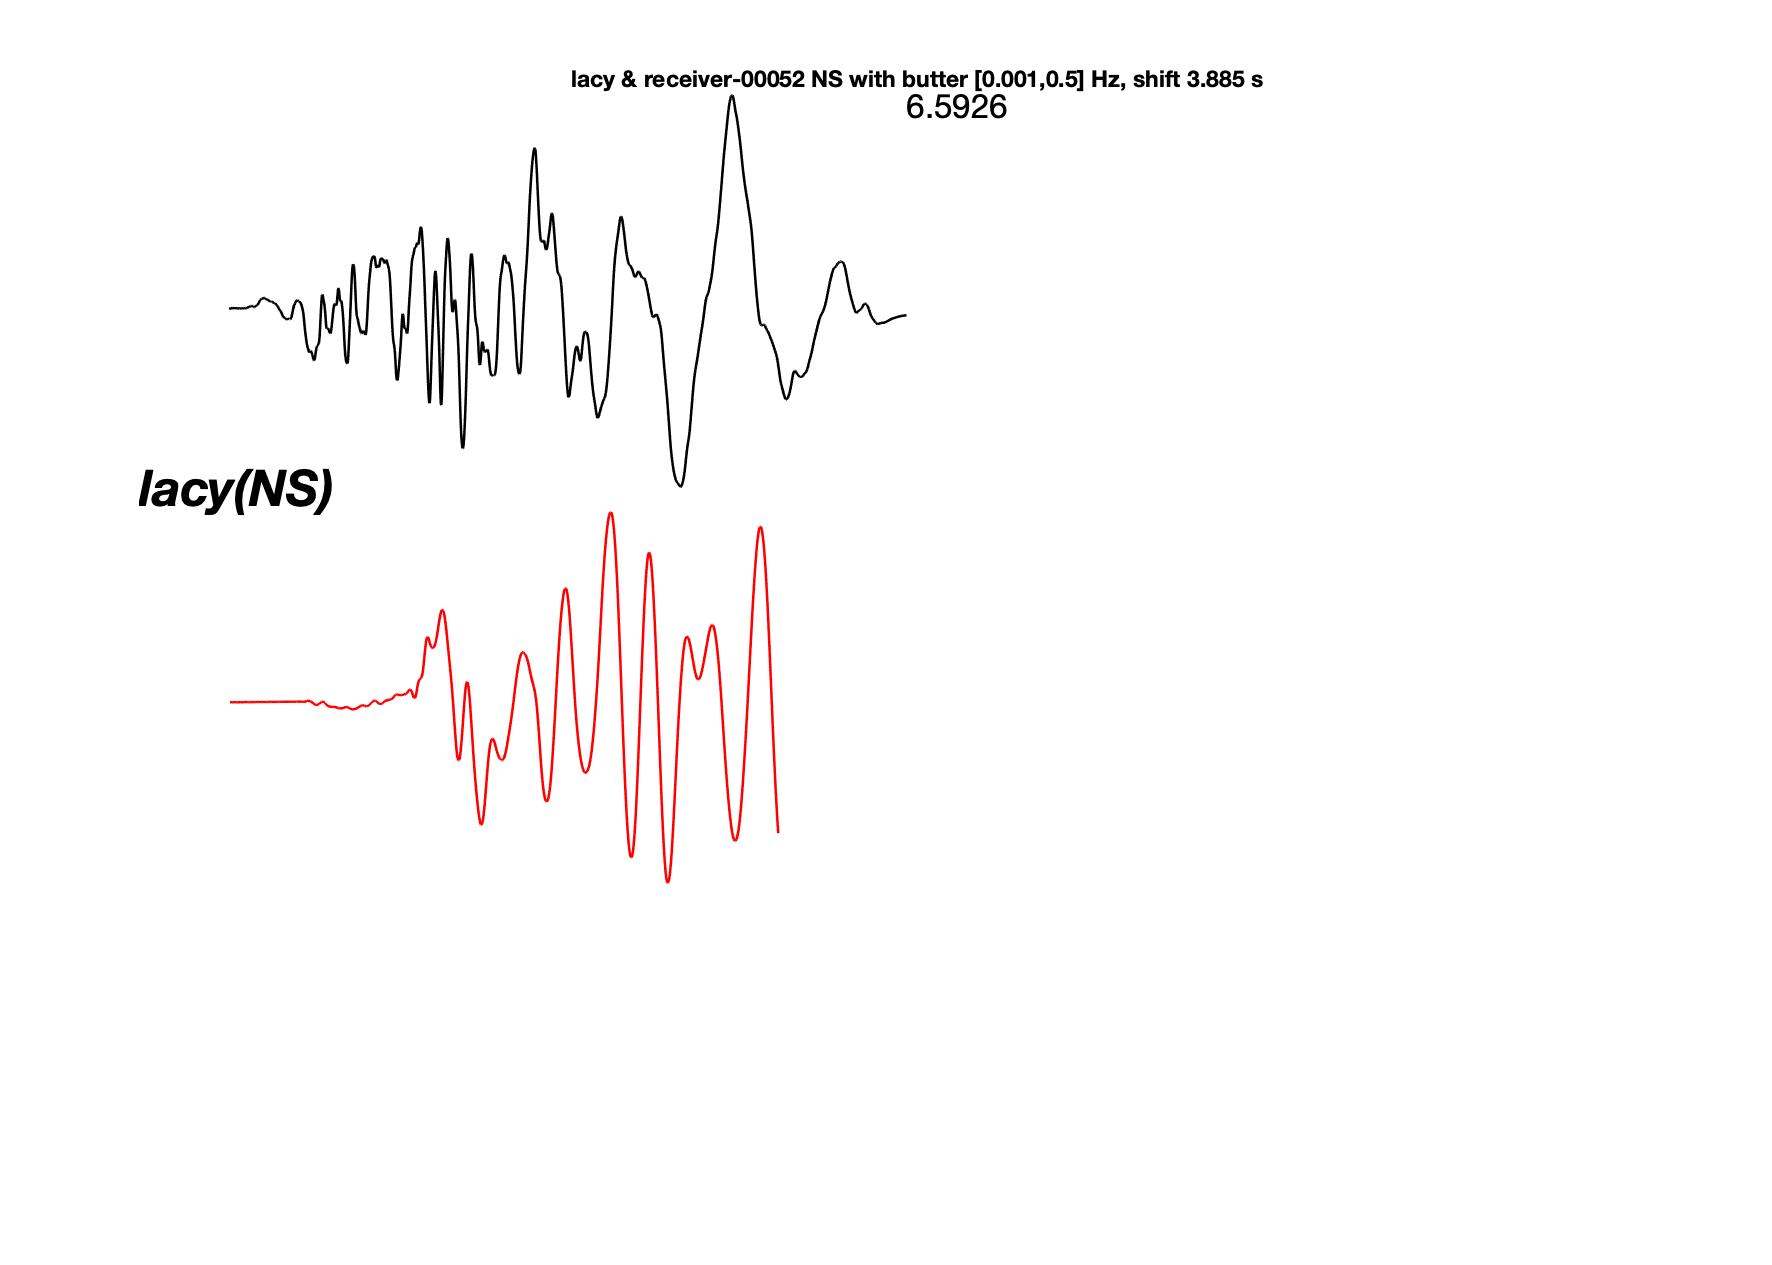 lacy & receiver-00052 NS with butter [0.001,0.5] Hz, shift 3.885 s
6.5926
lacy(NS)